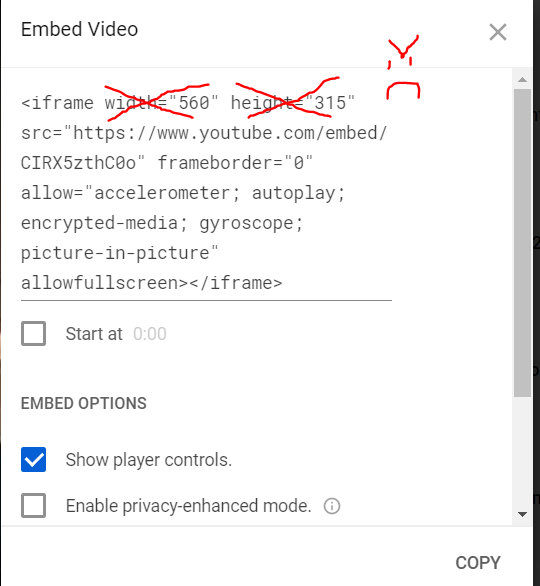 Embed Video
<iframe width="560" height="315"
src="https://www.youtube.com/embed/
CIRX5zthC0o" frameborder="0"
allow="accelerometer; autoplay;
encrypted-media; gyroscope;
picture-in-picture"
allowfullscreen></iframe>
Start at 0:00
EMBED OPTIONS
Show player controls.
Enable privacy-enhanced mode.
COPY